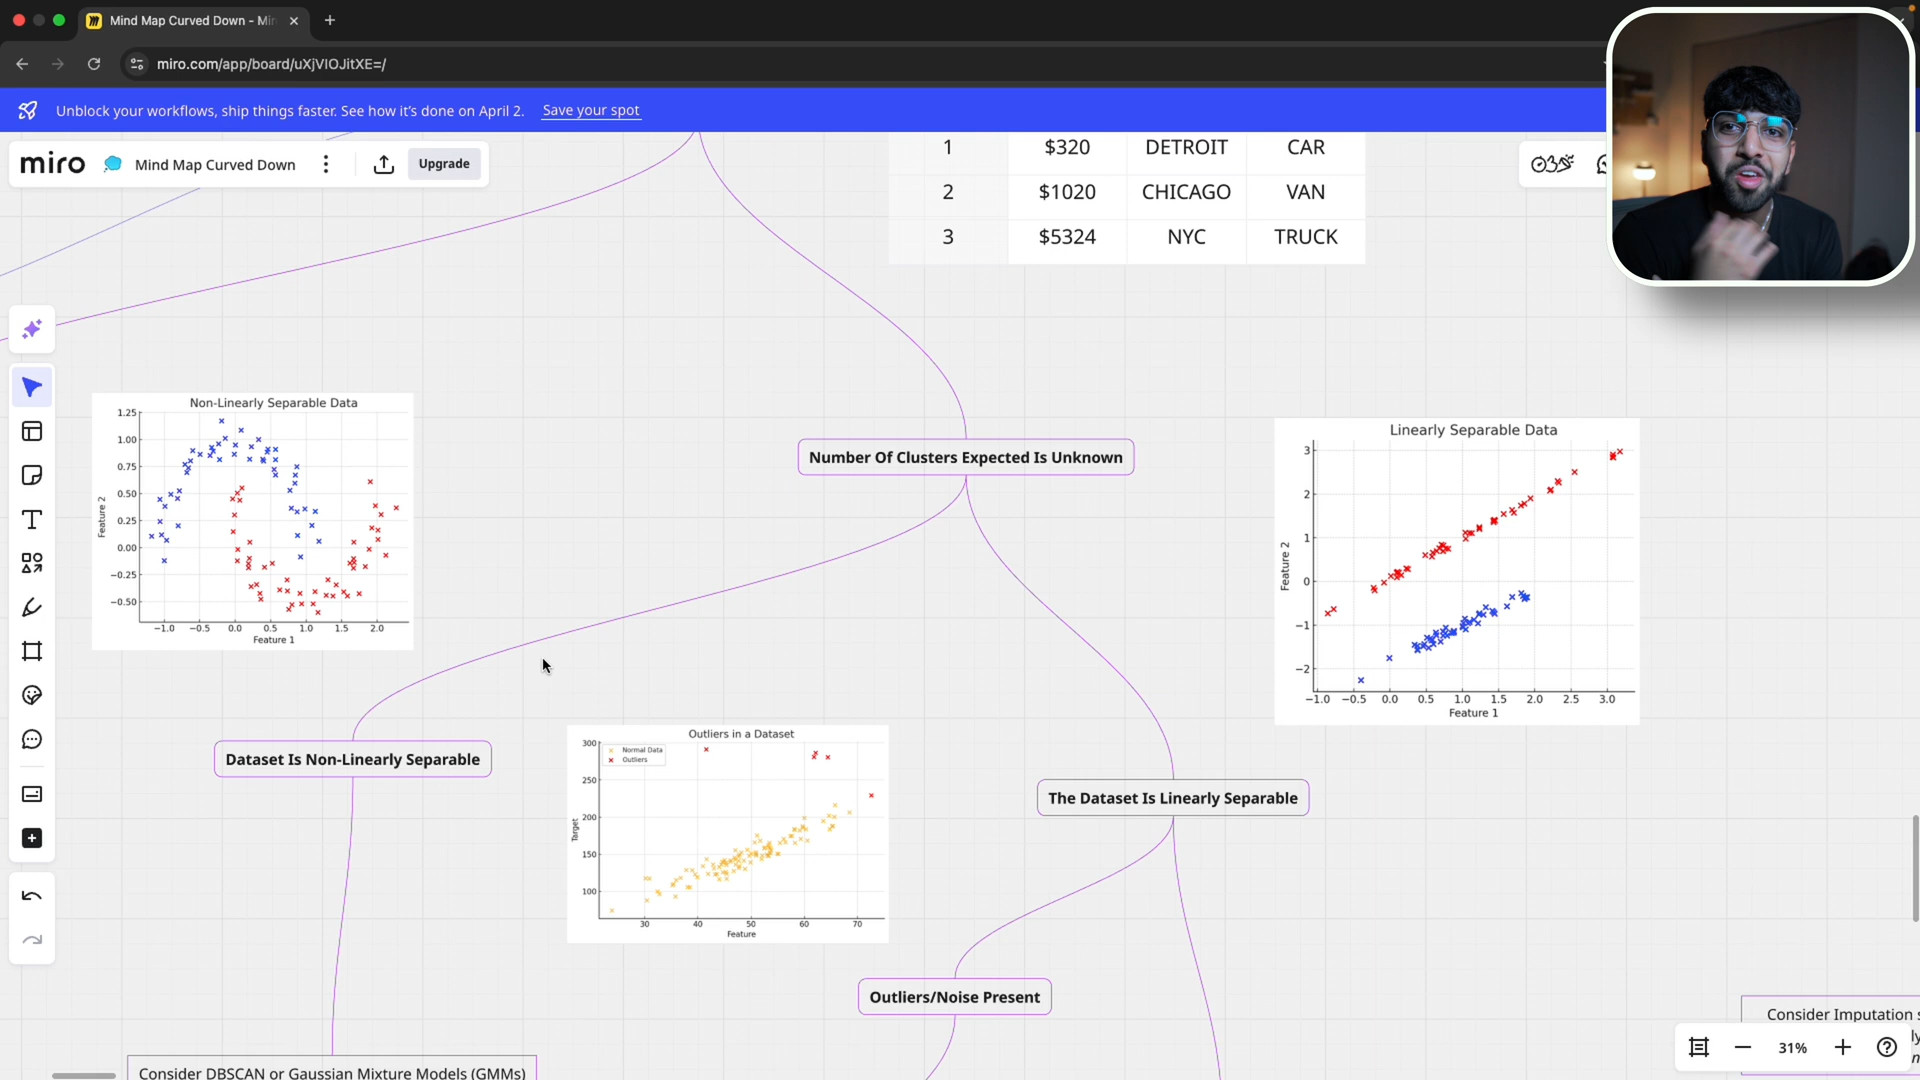 Mind Map Curved Down - Mir
miro.com/app/board/uXjVIOJitXE=/
Unblock your workflows, ship things faster. See how it's done on April 2. Save your spot
miro Mind Map Curved Down Upgrade
1 $320 DETROIT CAR
2 $1020 CHICAGO VAN
3 $5324 NYC TRUCK
Non-Linearly Separable Data
1.25
1.00
0.75
0.50
0.25
0.00
−0.25
−0.50
Feature 2
−1.0 −0.5 0.0 0.5 1.0 1.5 2.0
Feature 1
Number Of Clusters Expected Is Unknown
Linearly Separable Data
3
2
1
0
−1
−2
Feature 2
−1.0 −0.5 0.0 0.5 1.0 1.5 2.0 2.5 3.0
Feature 1
Dataset Is Non-Linearly Separable
Outliers in a Dataset
Normal Data
Outliers
300
250
200
150
100
Target
30 40 50 60 70
Feature
The Dataset Is Linearly Separable
Outliers/Noise Present
Consider Imputation s
Consider DBSCAN or Gaussian Mixture Models (GMMs)
31%